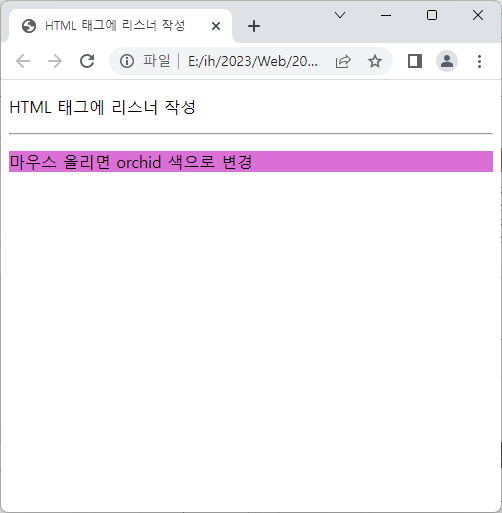 HTML 태그에 리스너 작성
파일 E:/ih/2023/Web/20...
HTML 태그에 리스너 작성
마우스 올리면 orchid 색으로 변경